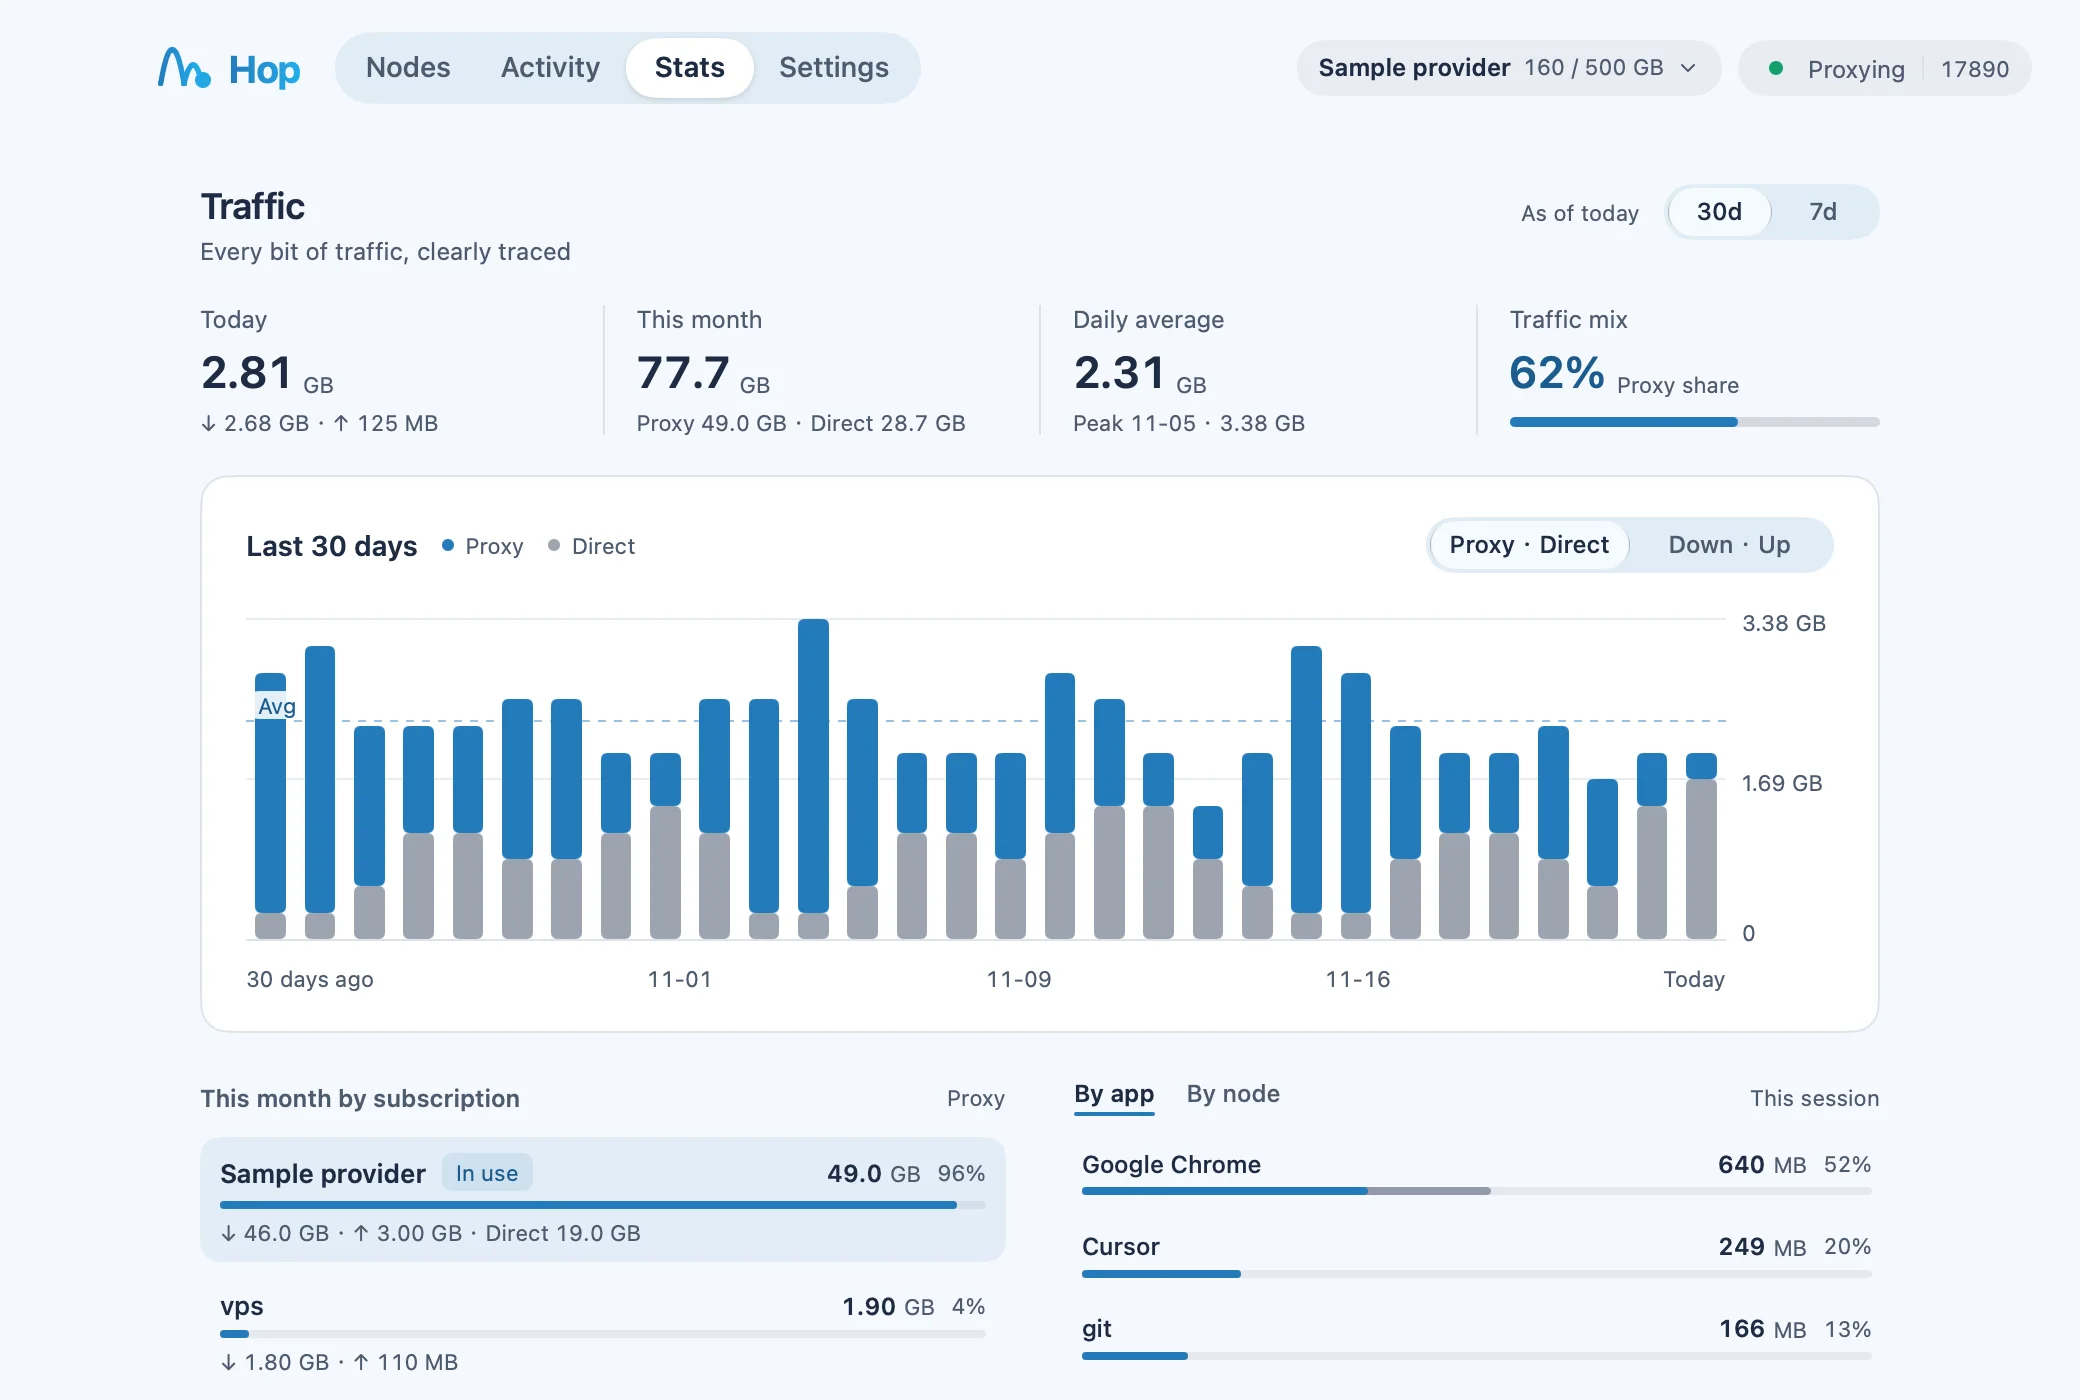 Hop
Nodes Activity Stats Settings
Sample provider 160 / 500 GB
Proxying 17890
Traffic
Every bit of traffic, clearly traced
As of today 30d 7d
Today
2.81 GB
↓ 2.68 GB · ↑ 125 MB
This month
77.7 GB
Proxy 49.0 GB · Direct 28.7 GB
Daily average
2.31 GB
Peak 11-05 · 3.38 GB
Traffic mix
62% Proxy share
Last 30 days Proxy Direct
Proxy · Direct Down · Up
3.38 GB
Avg
1.69 GB
0
30 days ago 11-01 11-09 11-16 Today
This month by subscription Proxy
Sample provider In use 49.0 GB 96%
↓ 46.0 GB · ↑ 3.00 GB · Direct 19.0 GB
vps 1.90 GB 4%
↓ 1.80 GB · ↑ 110 MB
By app By node This session
Google Chrome 640 MB 52%
Cursor 249 MB 20%
git 166 MB 13%